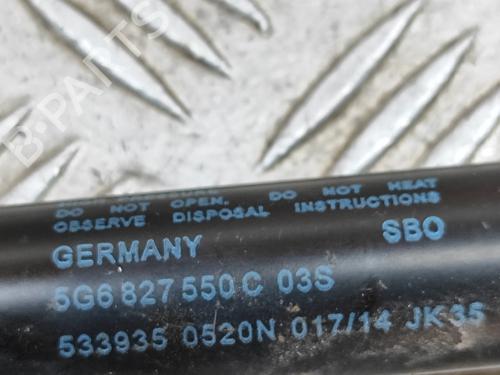 B-PARTS
DO NOT OPEN. DO NOT HEAT
OBSERVE DISPOSAL INSTRUCTIONS
GERMANY SBO
5G6 827 550 C 03S
533935 0520N 017/14 JK35